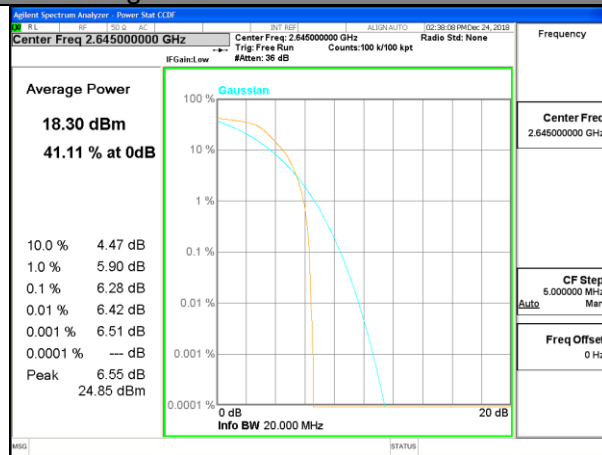 Agilent Spectrum Analyzer - Power Stat CCDF
RL RF 50 Ω AC INT REF ALIGN AUTO 02:38:08 PM Dec 24, 2018
Center Freq 2.645000000 GHz
Center Freq: 2.645000000 GHz
Radio Std: None
Trig: Free Run Counts:100 k/100 kpt
IFGain:Low #Atten: 36 dB
Frequency
Average Power
18.30 dBm
41.11 % at 0dB
10.0 % 4.47 dB
1.0 % 5.90 dB
0.1 % 6.28 dB
0.01 % 6.42 dB
0.001 % 6.51 dB
0.0001 % --- dB
Peak 6.55 dB
24.85 dBm
Gaussian
100 %
10 %
1 %
0.1 %
0.01 %
0.001 %
0.0001 %
0 dB 20 dB
Info BW 20.000 MHz
Center Freq
2.645000000 GHz
CF Step
5.000000 MHz
Auto Man
Freq Offset
0 Hz
MSG STATUS